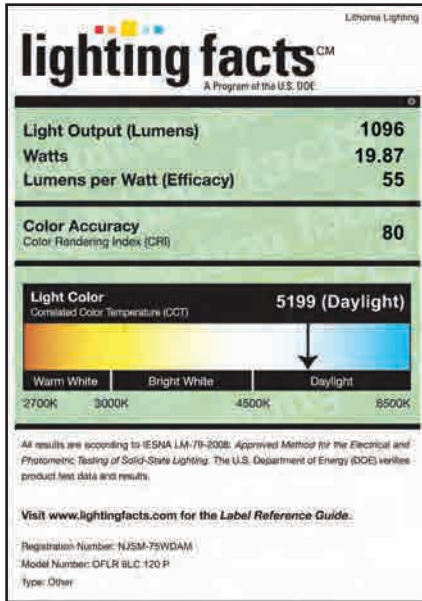 Lithonia Lighting
lighting facts CM
A Program of the U.S. DOE
Light Output (Lumens) 1096
Watts 19.87
Lumens per Watt (Efficacy) 55
Color Accuracy 80
Color Rendering Index (CRI)
Light Color 5199 (Daylight)
Correlated Color Temperature (CCT)
Warm White Bright White Daylight
2700K 3000K 4500K 6500K
All results are according to IESNA LM-79-2008: Approved Method for the Electrical and
Photometric Testing of Solid-State Lighting. The U.S. Department of Energy (DOE) verifies
product test data and results.
Visit www.lightingfacts.com for the Label Reference Guide.
Registration Number: NJSM-75WDAM
Model Number: OFLR 6LC 120 P
Type: Other